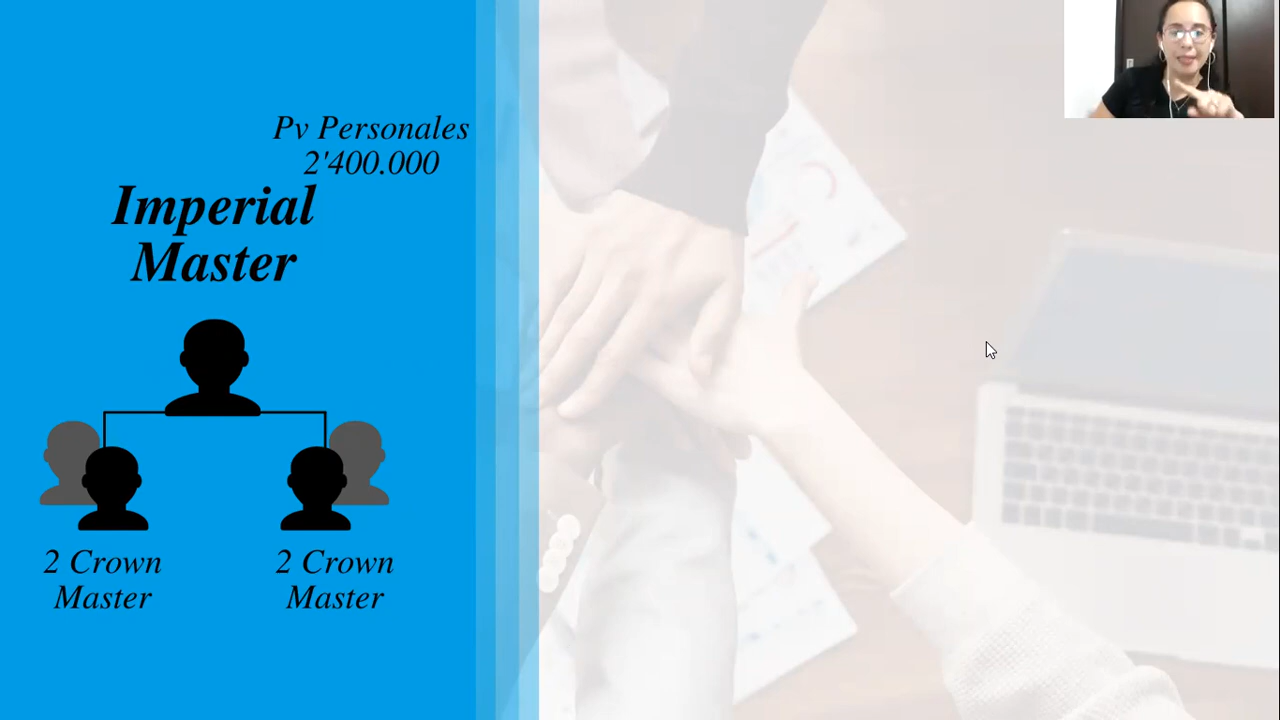 Pv Personales
2'400.000
Imperial
Master
2 Crown
Master
2 Crown
Master